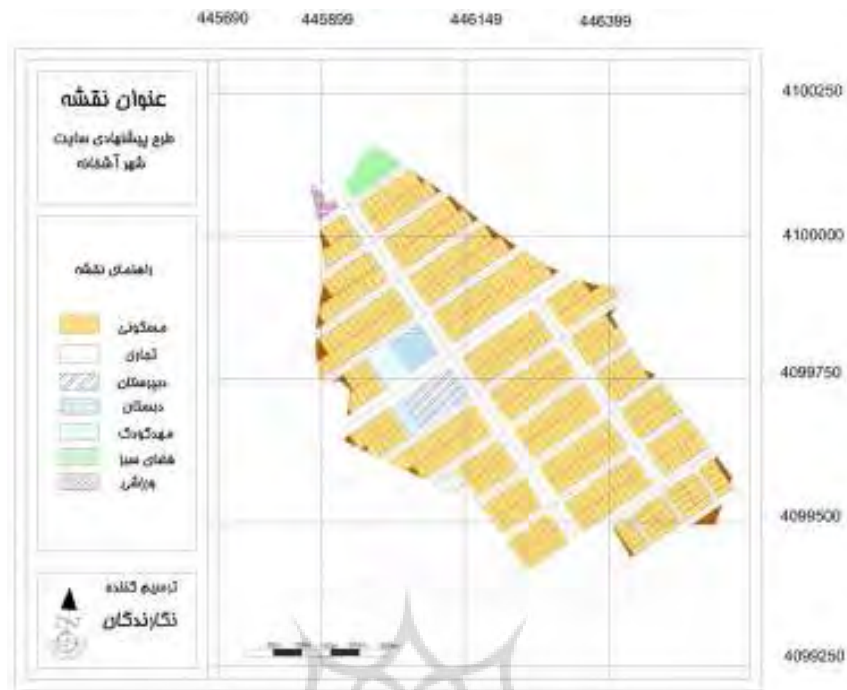 445690 445899 446149 446399
عنوان نقشه
طرح پیشنهادی سایت
شهر آشخانه
راهنمای نقشه
مسکونی
تجاری
دبیرستان
دبستان
مهدکودک
فضای سبز
ورزشی
ترسیم کننده
نگارندگان
4100250
4100000
4099750
4099500
4099250